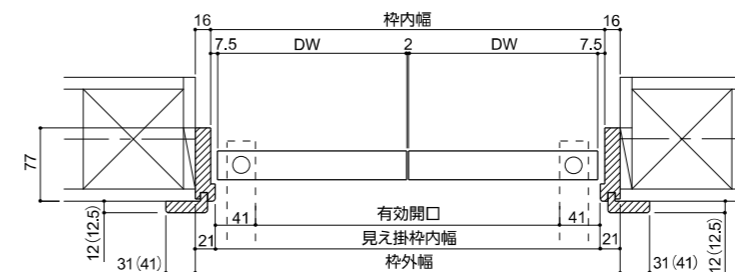 16 枠内幅 16
7.5 DW 2 DW 7.5
77
41 有効開口 41
21 見え掛枠内幅 21
12(12.5) 12(12.5)
31(41) 枠外幅 31(41)